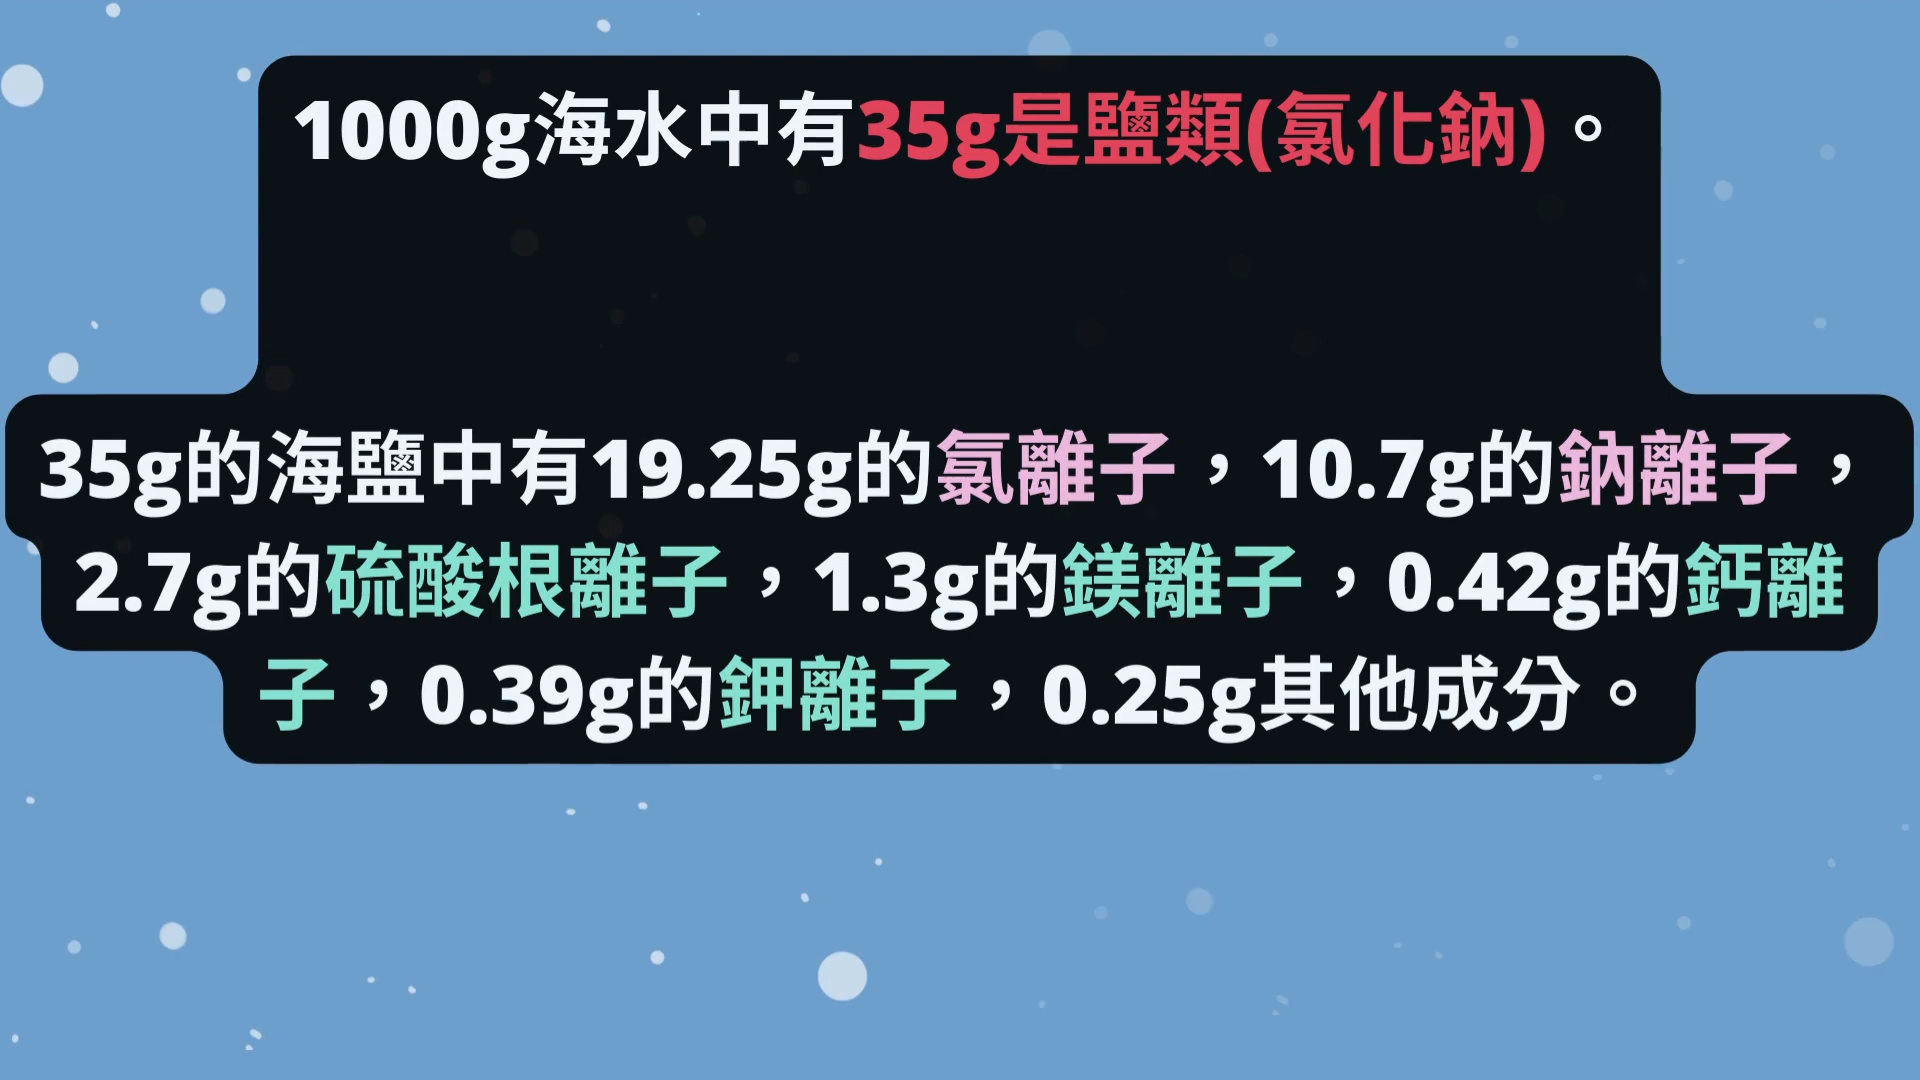 1000g海水中有35g是鹽類(氯化鈉)。
35g的海鹽中有19.25g的氯離子，10.7g的鈉離子，
2.7g的硫酸根離子，1.3g的鎂離子，0.42g的鈣離
子，0.39g的鉀離子，0.25g其他成分。